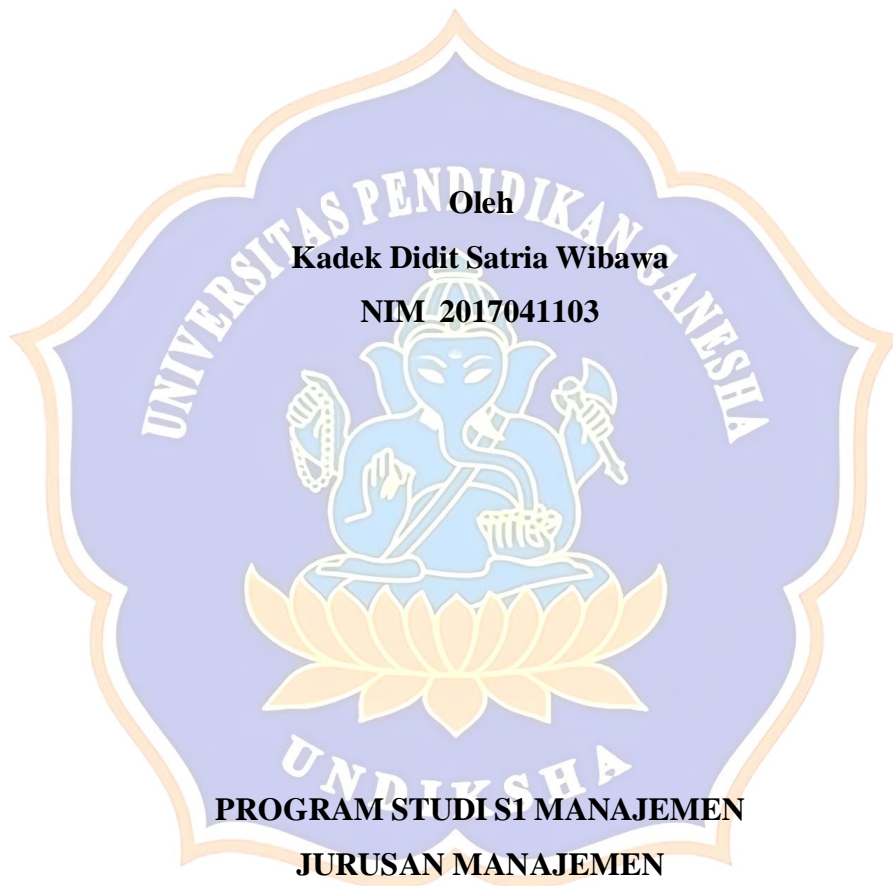 UNIVERSITAS PENDIDIKAN GANESHA
Oleh
Kadek Didit Satria Wibawa
NIM 2017041103
UNDIKSHA
PROGRAM STUDI S1 MANAJEMEN
JURUSAN MANAJEMEN